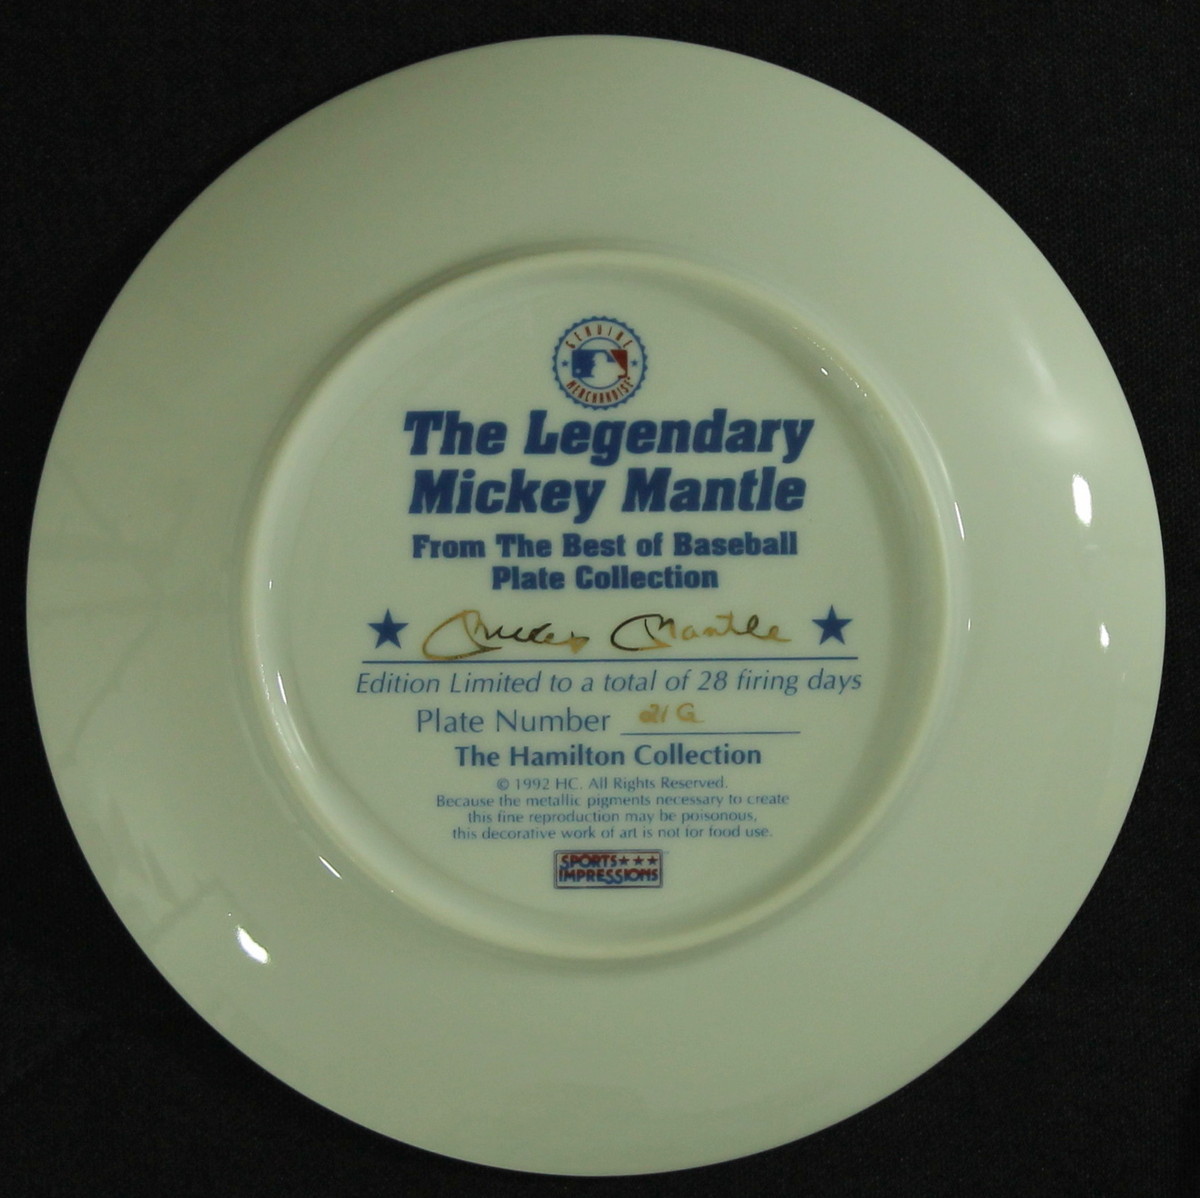 GENUINE
MERCHANDISE
The Legendary
Mickey Mantle
From The Best of Baseball
Plate Collection
Mickey Mantle
Edition Limited to a total of 28 firing days
Plate Number 021G
The Hamilton Collection
© 1992 HC. All Rights Reserved.
Because the metallic pigments necessary to create
this fine reproduction may be poisonous,
this decorative work of art is not for food use.
SPORTS
IMPRESSIONS